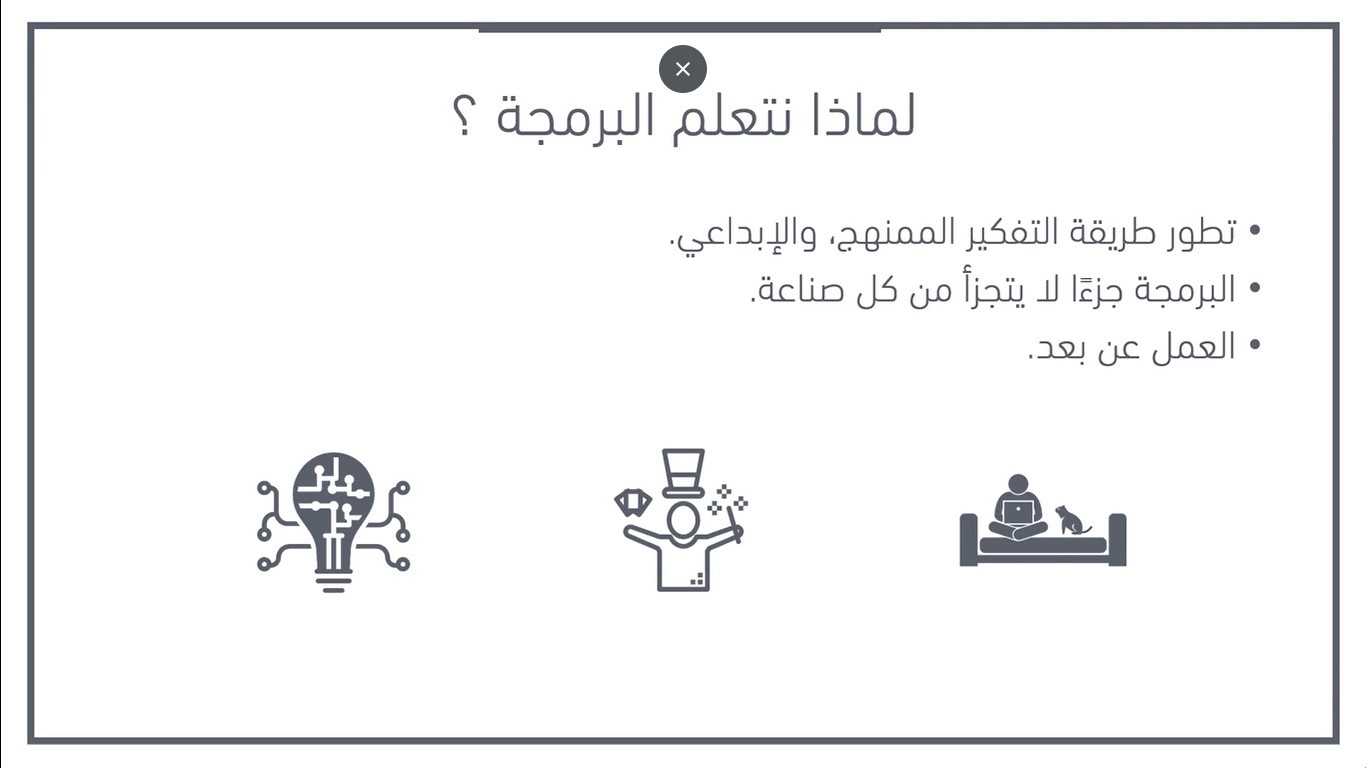 لماذا نتعلم البرمجة ؟
• تطور طريقة التفكير الممنهج، والإبداعي.
• البرمجة جزءًا لا يتجزأ من كل صناعة.
• العمل عن بعد.